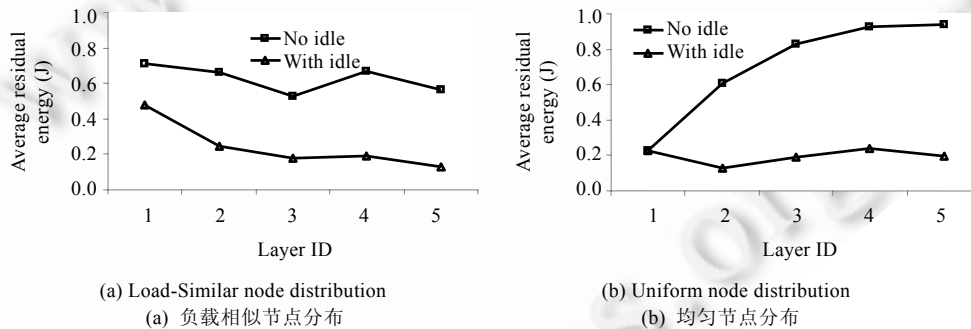 1.0
0.8
0.6
0.4
0.2
0.0
Average residual
energy (J)
No idle
With idle
1 2 3 4 5
Layer ID
(a) Load-Similar node distribution
(a) 负载相似节点分布
1.0
0.8
0.6
0.4
0.2
0.0
Average residual
energy (J)
No idle
With idle
1 2 3 4 5
Layer ID
(b) Uniform node distribution
(b) 均匀节点分布